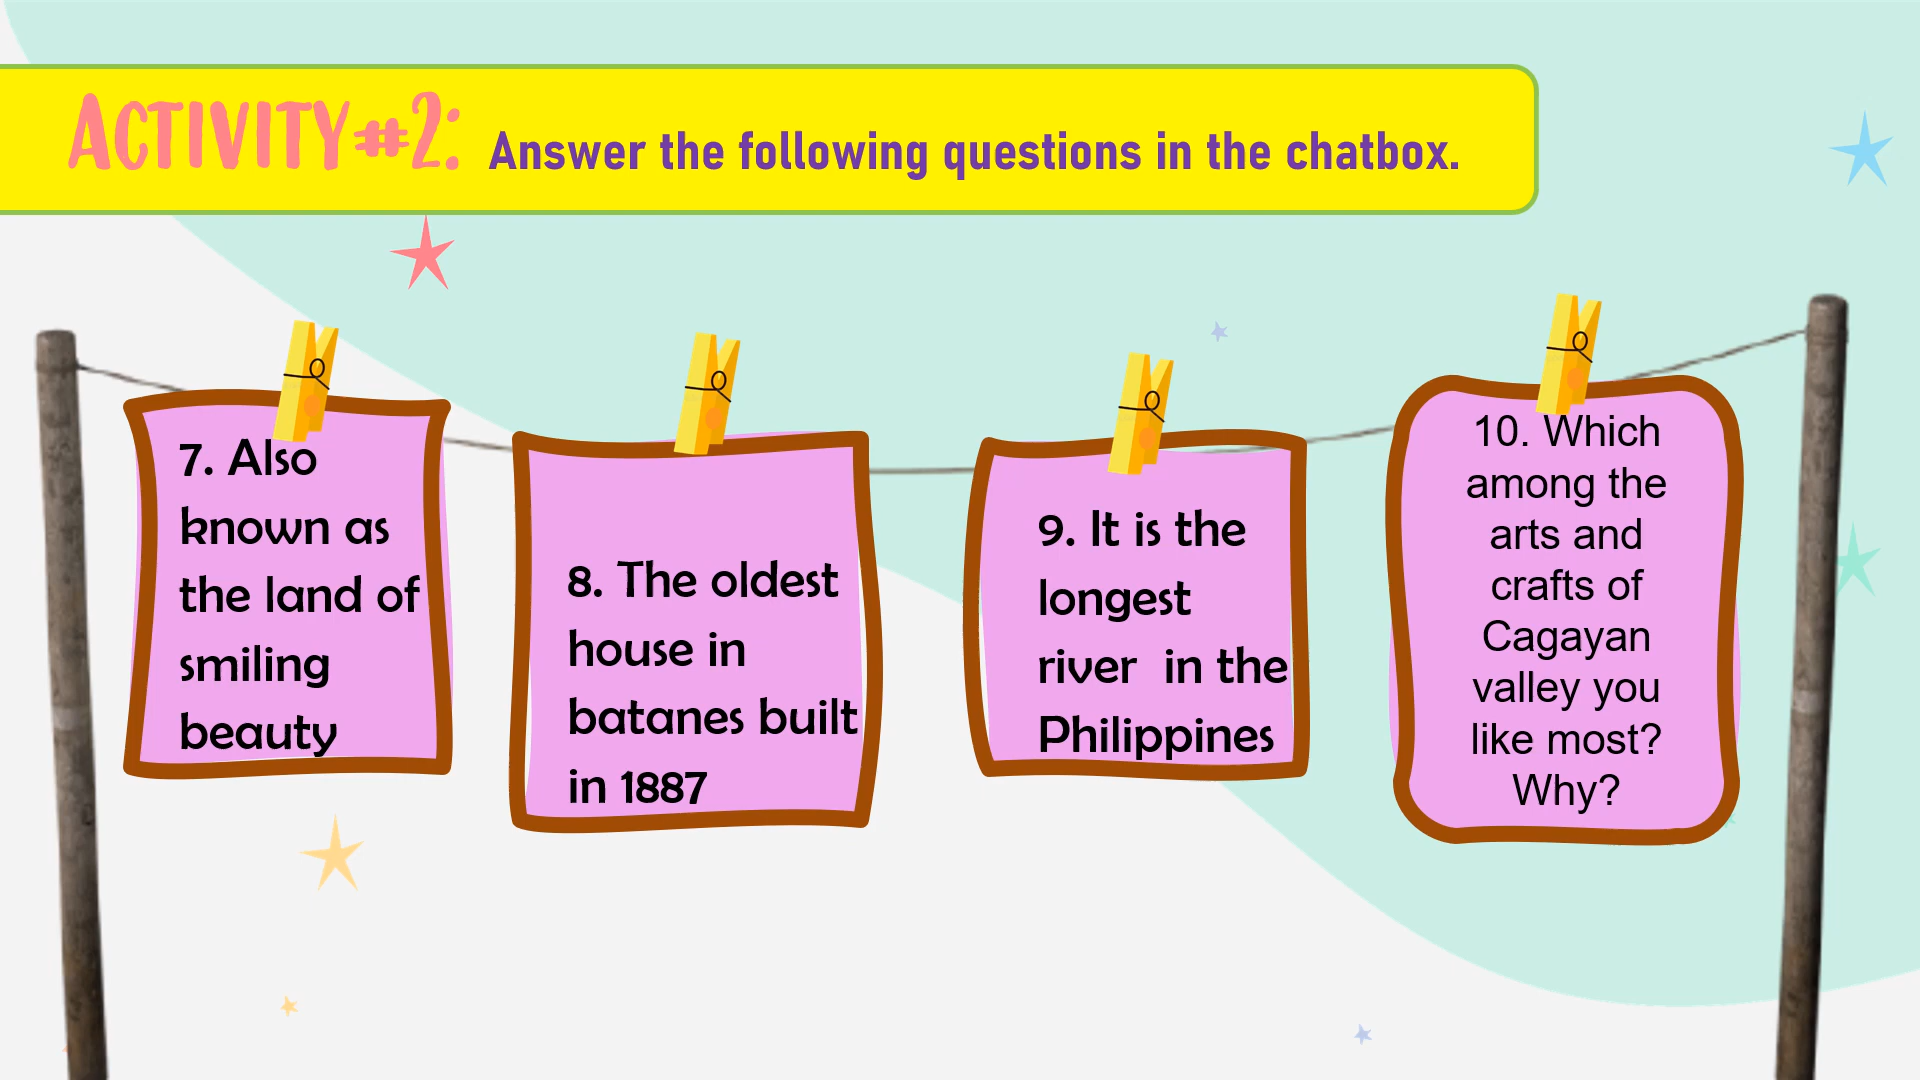 ACTIVITY#2: Answer the following questions in the chatbox.
7. Also
known as
the land of
smiling
beauty
8. The oldest
house in
batanes built
in 1887
9. It is the
longest
river  in the
Philippines
10. Which
among the
arts and
crafts of
Cagayan
valley you
like most?
Why?